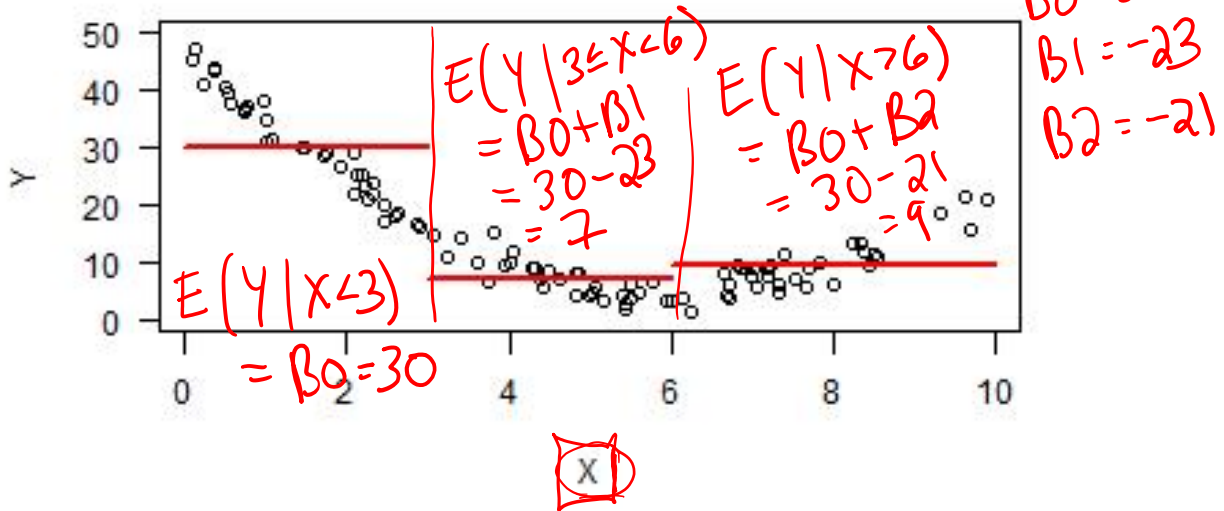 50
40
30
20
10
0
Y
E(Y|X<3)
= B0=30
E(Y|3≤X<6)
= B0+B1
= 30-23
= 7
E(Y|X>6)
= B0+B2
= 30-21
=9
B1=-23
B2=-21
0 2 4 6 8 10
X